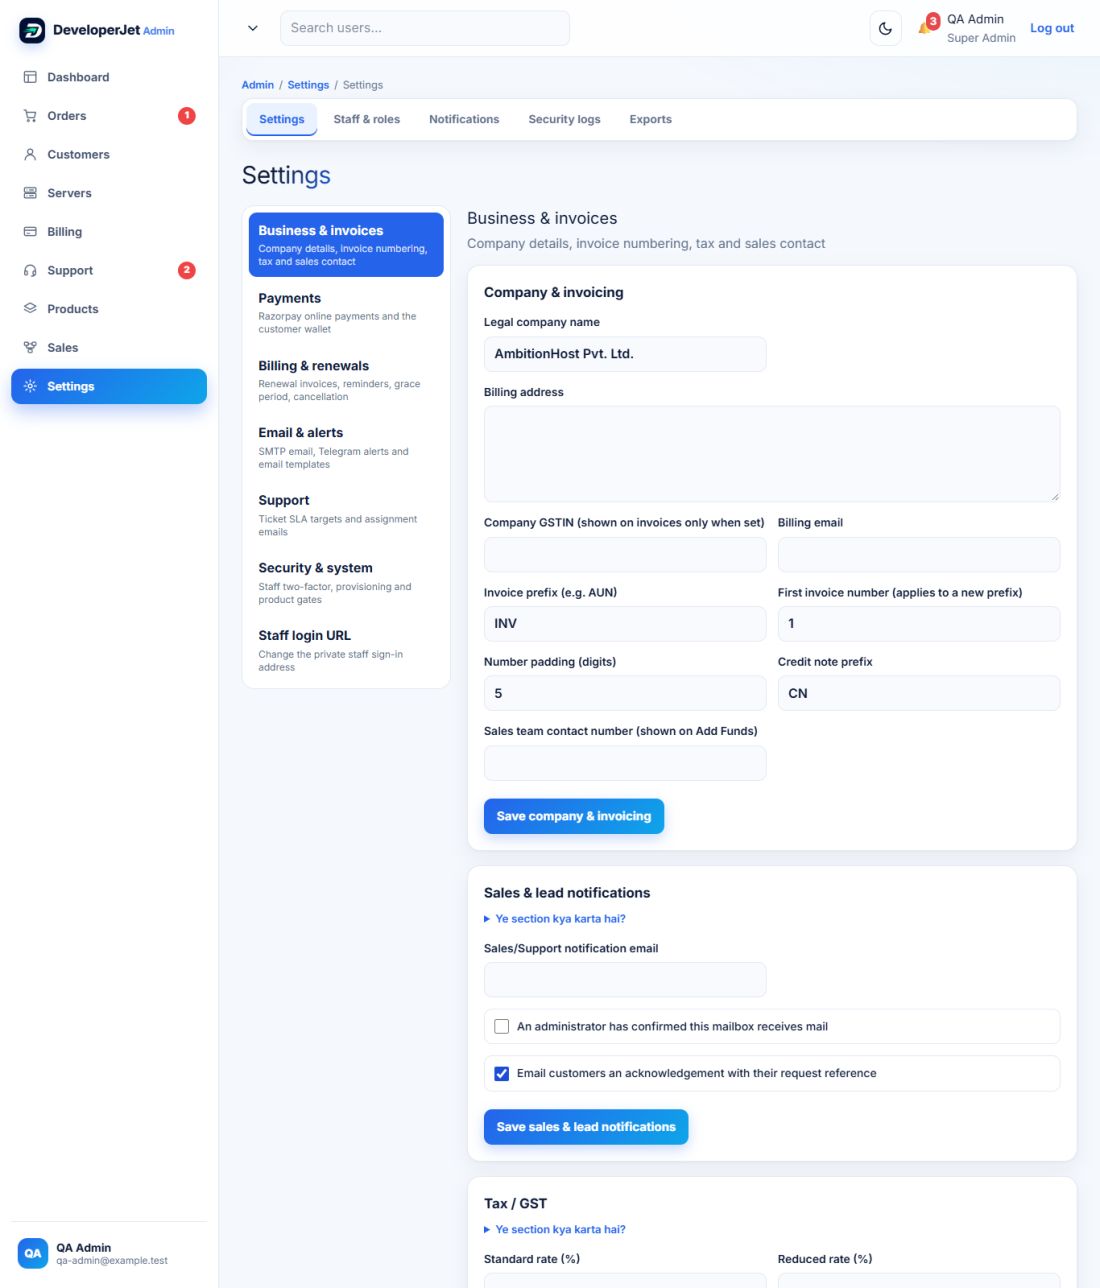 DeveloperJet Admin
Search users...
3
QA Admin
Super Admin
Log out
Dashboard
Orders
1
Customers
Servers
Billing
Support
2
Products
Sales
Settings
QA
QA Admin
qa-admin@example.test
Admin / Settings / Settings
Settings
Staff & roles
Notifications
Security logs
Exports
Settings
Business & invoices
Company details, invoice numbering,
tax and sales contact
Payments
Razorpay online payments and the
customer wallet
Billing & renewals
Renewal invoices, reminders, grace
period, cancellation
Email & alerts
SMTP email, Telegram alerts and
email templates
Support
Ticket SLA targets and assignment
emails
Security & system
Staff two-factor, provisioning and
product gates
Staff login URL
Change the private staff sign-in
address
Business & invoices
Company details, invoice numbering, tax and sales contact
Company & invoicing
Legal company name
AmbitionHost Pvt. Ltd.
Billing address
Company GSTIN (shown on invoices only when set)
Billing email
Invoice prefix (e.g. AUN)
First invoice number (applies to a new prefix)
INV
1
Number padding (digits)
Credit note prefix
5
CN
Sales team contact number (shown on Add Funds)
Save company & invoicing
Sales & lead notifications
Ye section kya karta hai?
Sales/Support notification email
An administrator has confirmed this mailbox receives mail
Email customers an acknowledgement with their request reference
Save sales & lead notifications
Tax / GST
Ye section kya karta hai?
Standard rate (%)
Reduced rate (%)